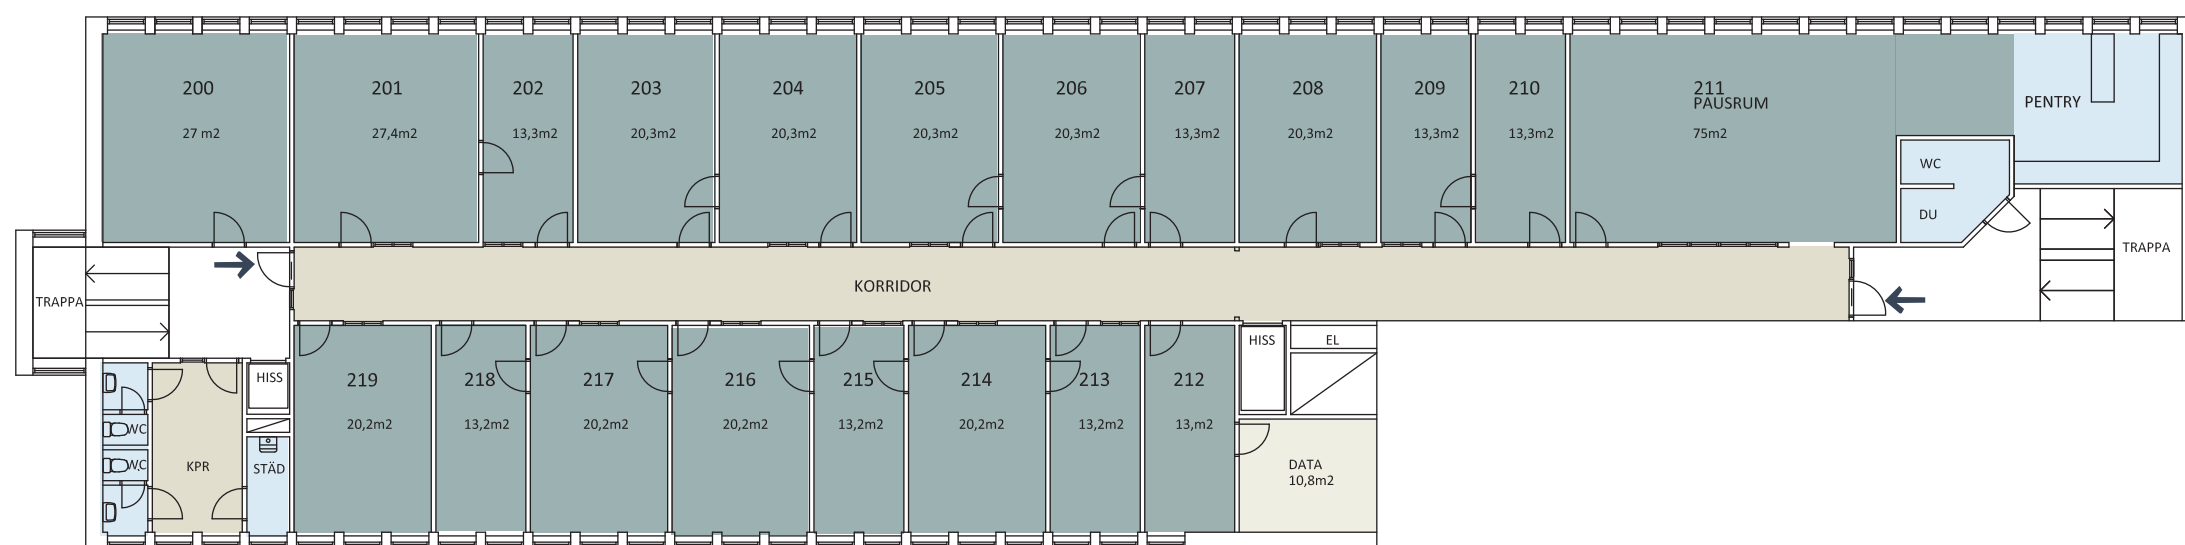 200
201
202
203
204
205
206
207
208
209
210
211
PAUSRUM
PENTRY
27 m2
27,4m2
13,3m2
20,3m2
20,3m2
20,3m2
20,3m2
13,3m2
20,3m2
13,3m2
13,3m2
75m2
WC
DU
TRAPPA
KORRIDOR
TRAPPA
HISS
EL
HISS
219
218
217
216
215
214
213
212
20,2m2
13,2m2
20,2m2
20,2m2
13,2m2
20,2m2
13,2m2
13,m2
WC
WC
KPR
STÄD
DATA
10,8m2